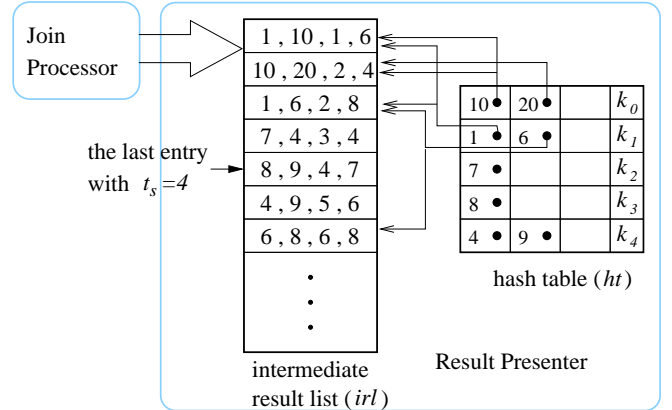 Join
Processor
1 , 10 , 1 , 6
10 , 20 , 2 , 4
1 , 6 , 2 , 8
7 , 4 , 3 , 4
8 , 9 , 4 , 7
4 , 9 , 5 , 6
6 , 8 , 6 , 8
the last entry
with t_s=4
10 20 k_0
1 6 k_1
7 k_2
8 k_3
4 9 k_4
hash table (ht)
intermediate
result list (irl)
Result Presenter